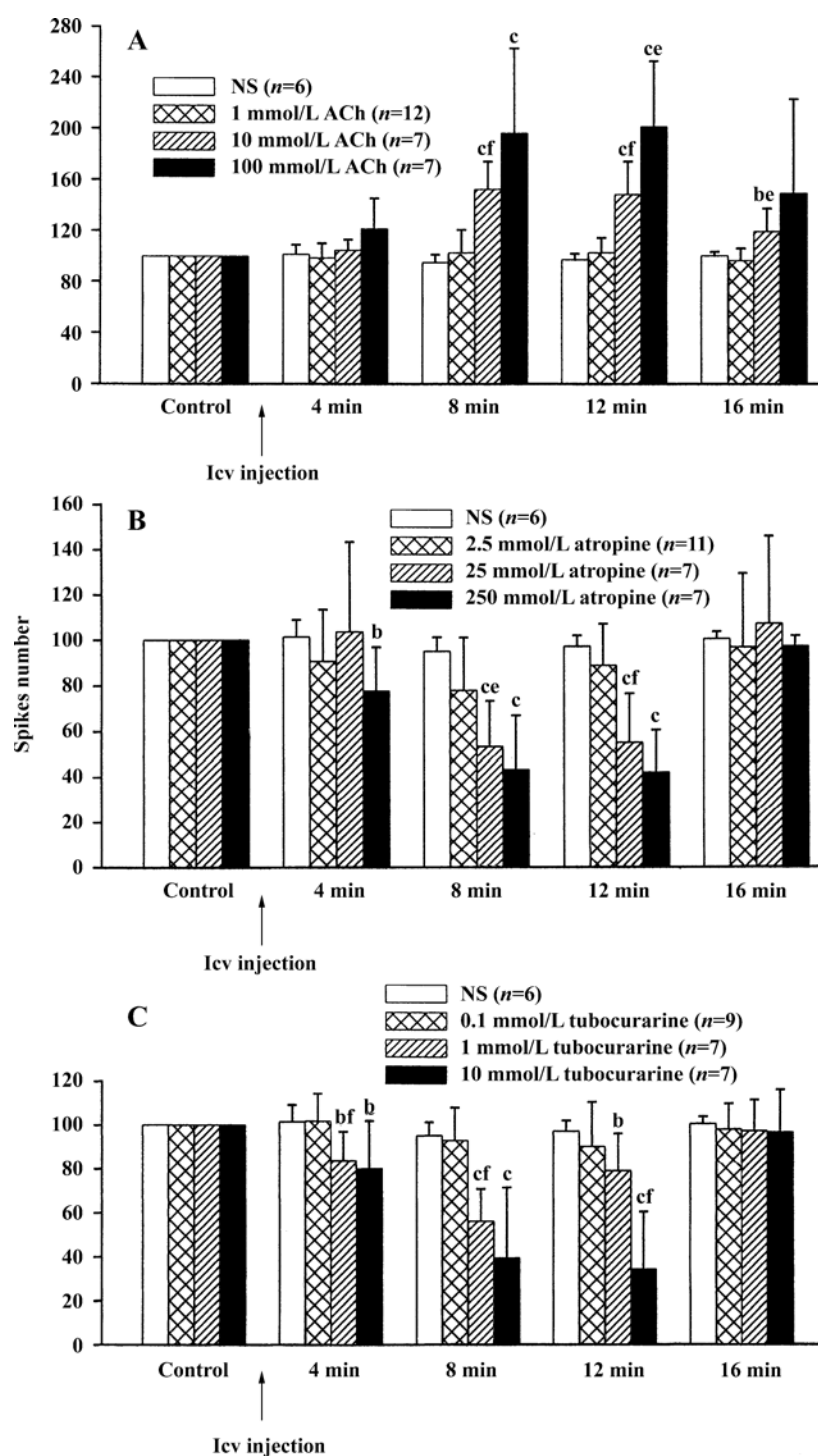 A
280
240
200
160
120
80
40
0
NS (n=6)
1 mmol/L ACh (n=12)
10 mmol/L ACh (n=7)
100 mmol/L ACh (n=7)
c
ce
cf
cf
be
Control 4 min 8 min 12 min 16 min
Icv injection
B
160
140
120
100
80
60
40
20
0
Spikes number
NS (n=6)
2.5 mmol/L atropine (n=11)
25 mmol/L atropine (n=7)
250 mmol/L atropine (n=7)
b
ce
c
cf
c
Control 4 min 8 min 12 min 16 min
Icv injection
C
120
100
80
60
40
20
0
NS (n=6)
0.1 mmol/L tubocurarine (n=9)
1 mmol/L tubocurarine (n=7)
10 mmol/L tubocurarine (n=7)
bf b
cf c
b
cf
Control 4 min 8 min 12 min 16 min
Icv injection